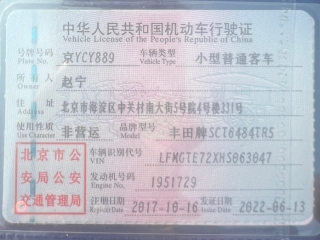 中华人民共和国机动车行驶证
Vehicle License of the People's Republic of China
号牌号码 京YCY889 车辆类型 小型普通客车
Plate No. Vehicle Type
所有人 赵宁
Owner
住址 北京市海淀区中关村南大街5号院4号楼331号
Address
使用性质 非营运 品牌型号 丰田牌SCT6484TRS
Use Character Model
北京市公安局公安交通管理局
车辆识别代号 LFMGTE72XHS063047
VIN
发动机号码 1951729
Engine No.
注册日期 2017-10-16 发证日期 2022-06-13
Register Date Issue Date